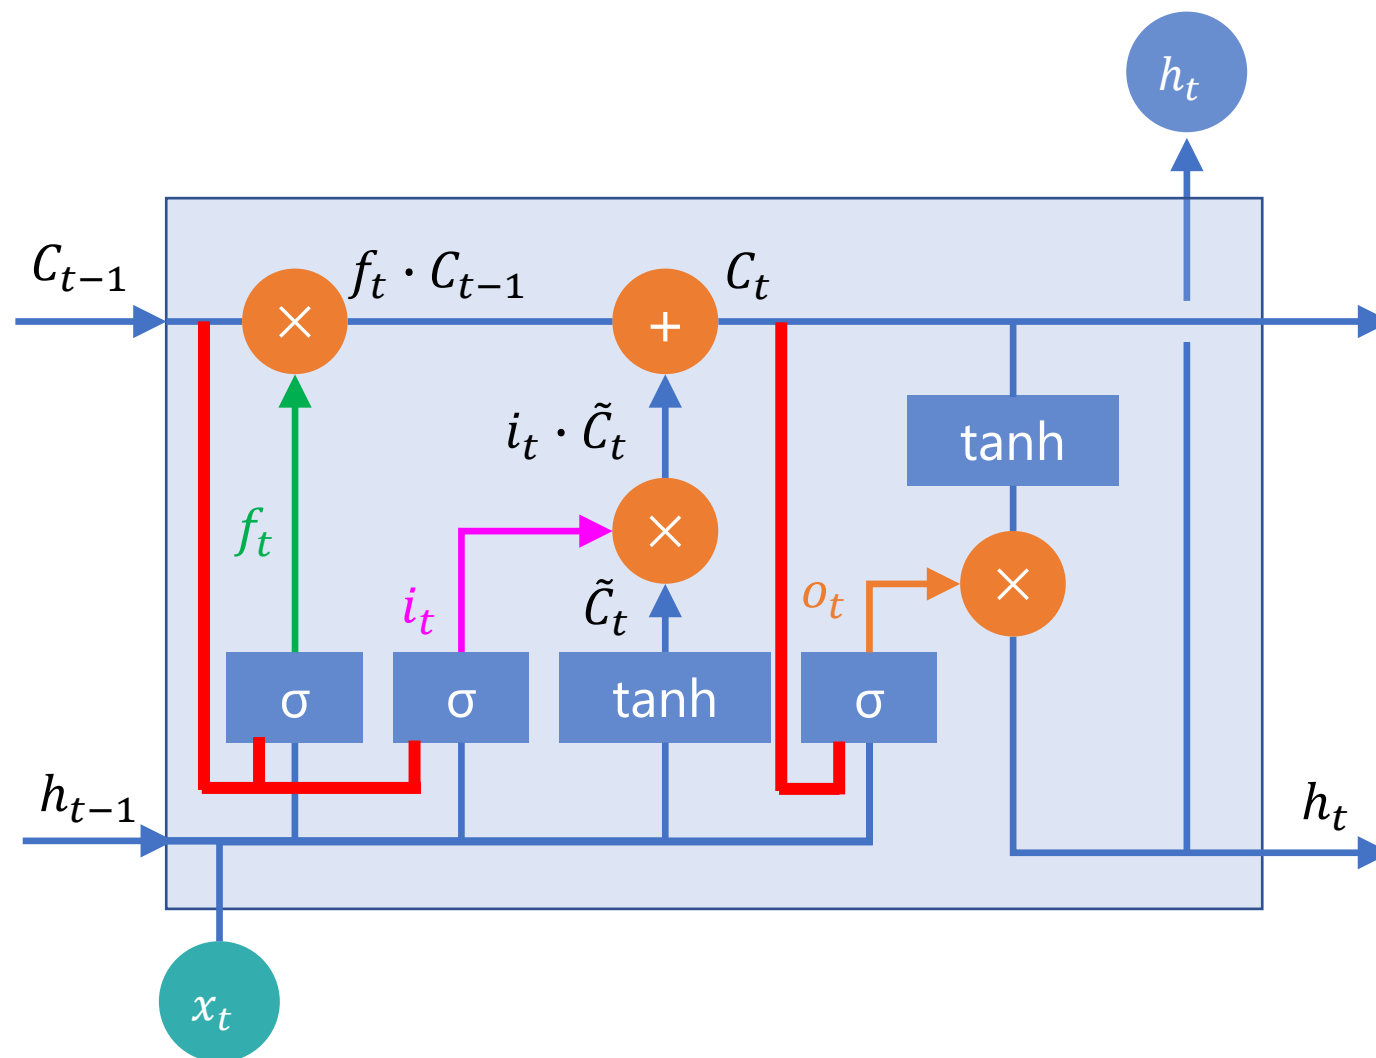 h_t
C_{t−1}
f_t · C_{t−1}
C_t
×
+
i_t · C̃_t
tanh
f_t
×
i_t
C̃_t
o_t
×
σ
σ
tanh
σ
h_{t−1}
h_t
x_t